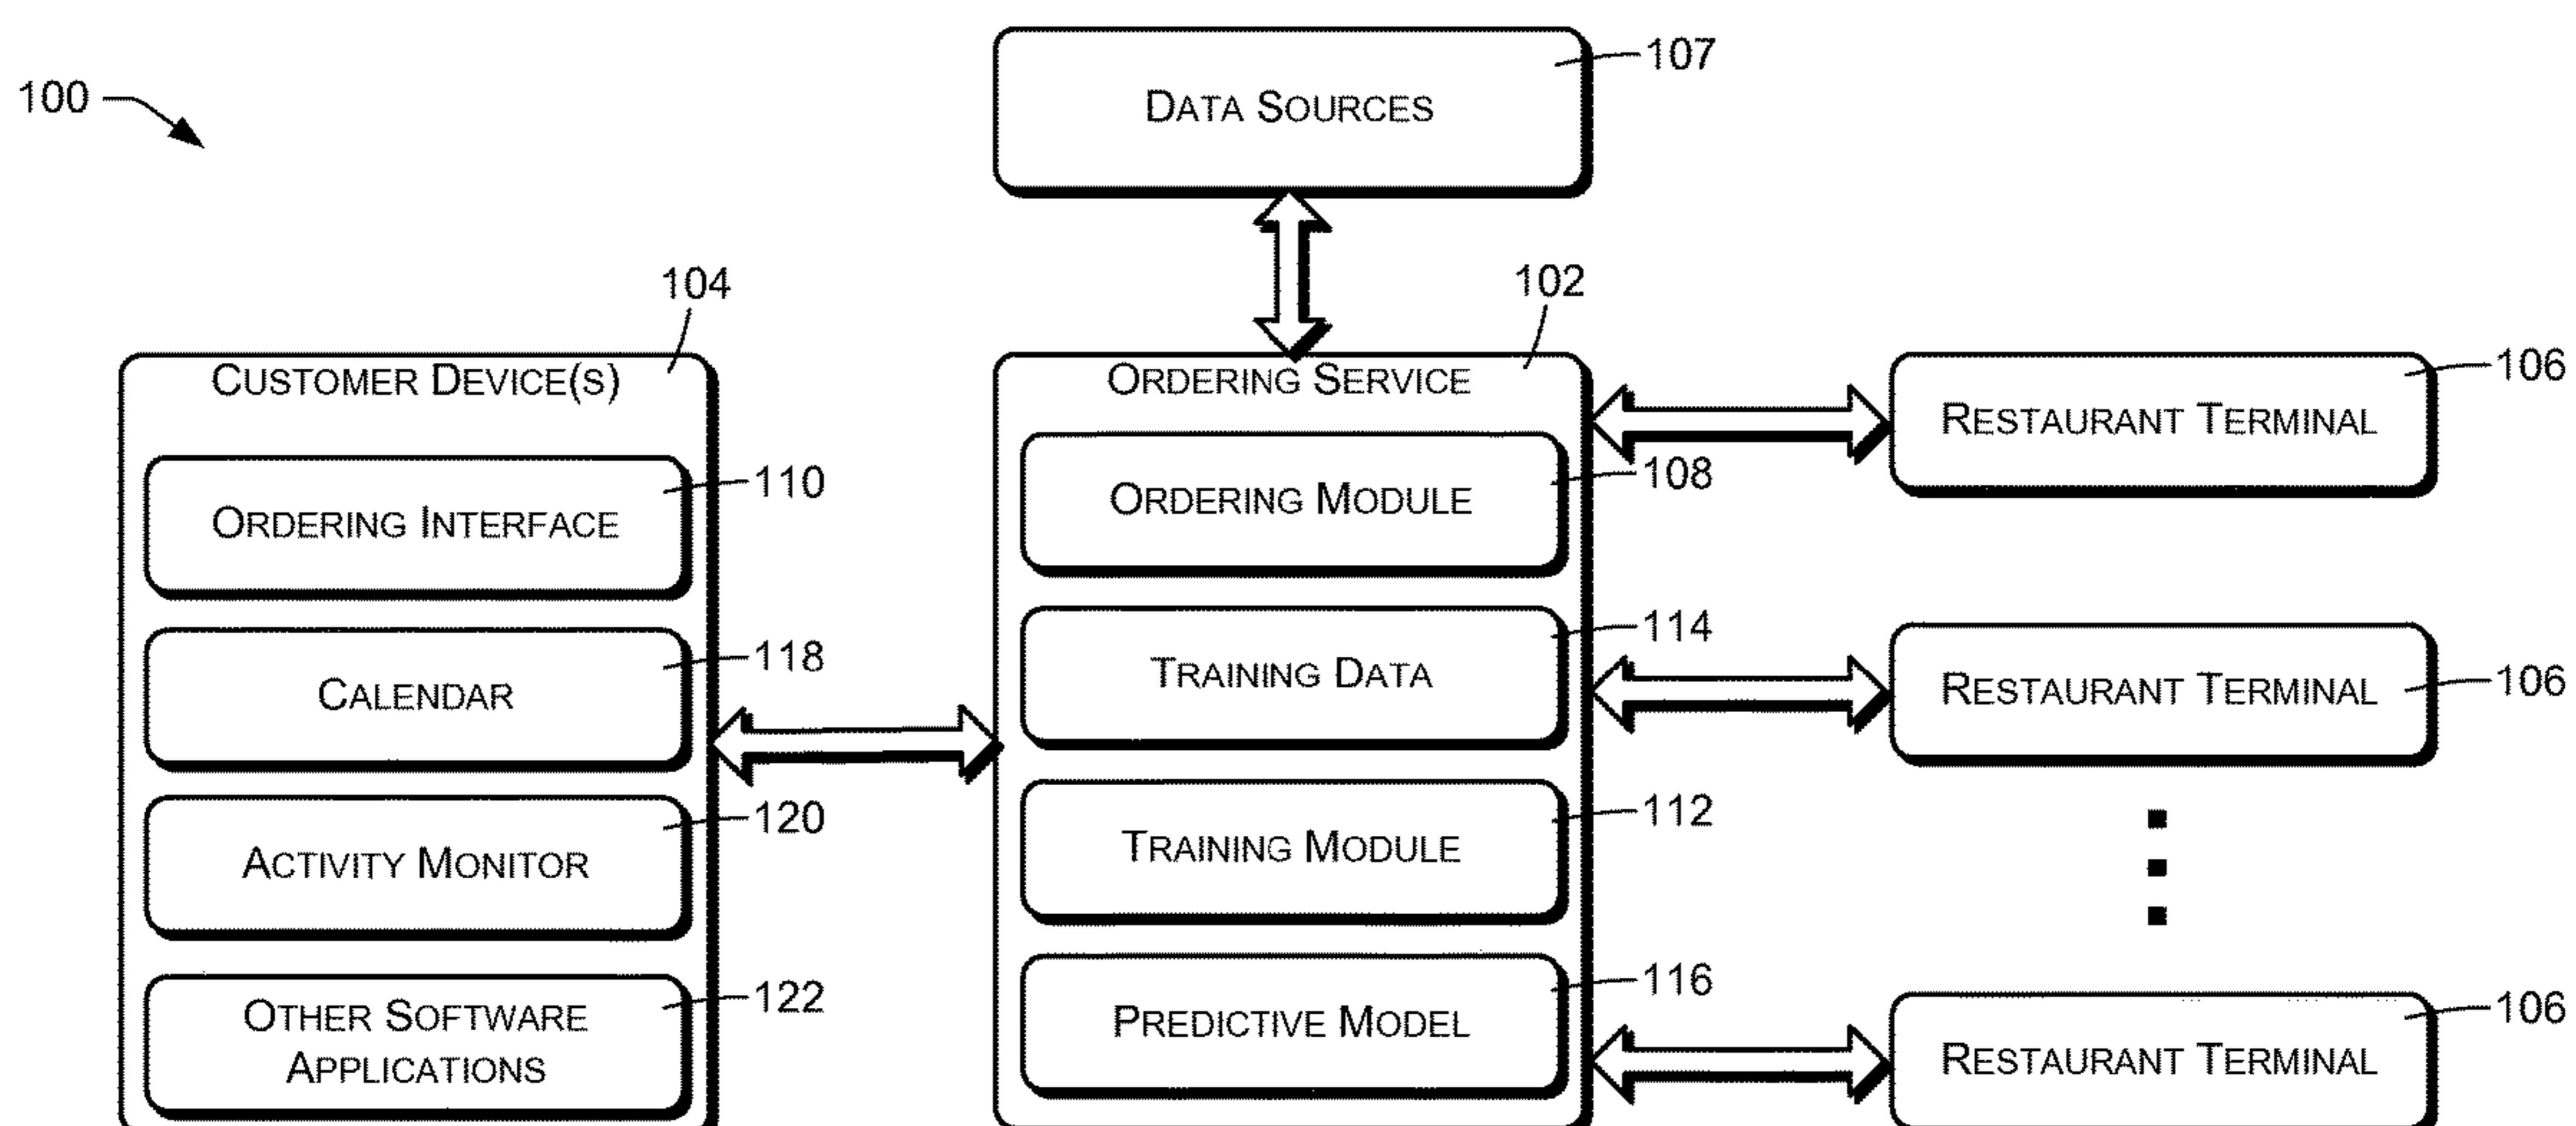 100
DATA SOURCES
107
104
CUSTOMER DEVICE(S)
ORDERING INTERFACE
110
CALENDAR
118
ACTIVITY MONITOR
120
OTHER SOFTWARE
APPLICATIONS
122
102
ORDERING SERVICE
ORDERING MODULE
108
TRAINING DATA
114
TRAINING MODULE
112
PREDICTIVE MODEL
116
RESTAURANT TERMINAL
106
RESTAURANT TERMINAL
106
RESTAURANT TERMINAL
106